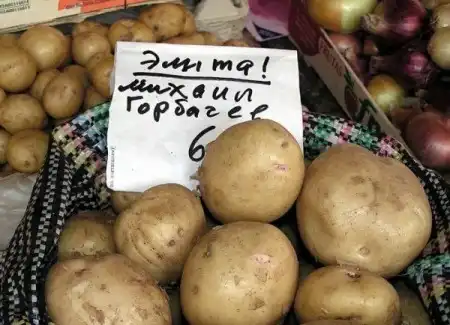 Элита!
михаил
Горбачев
6